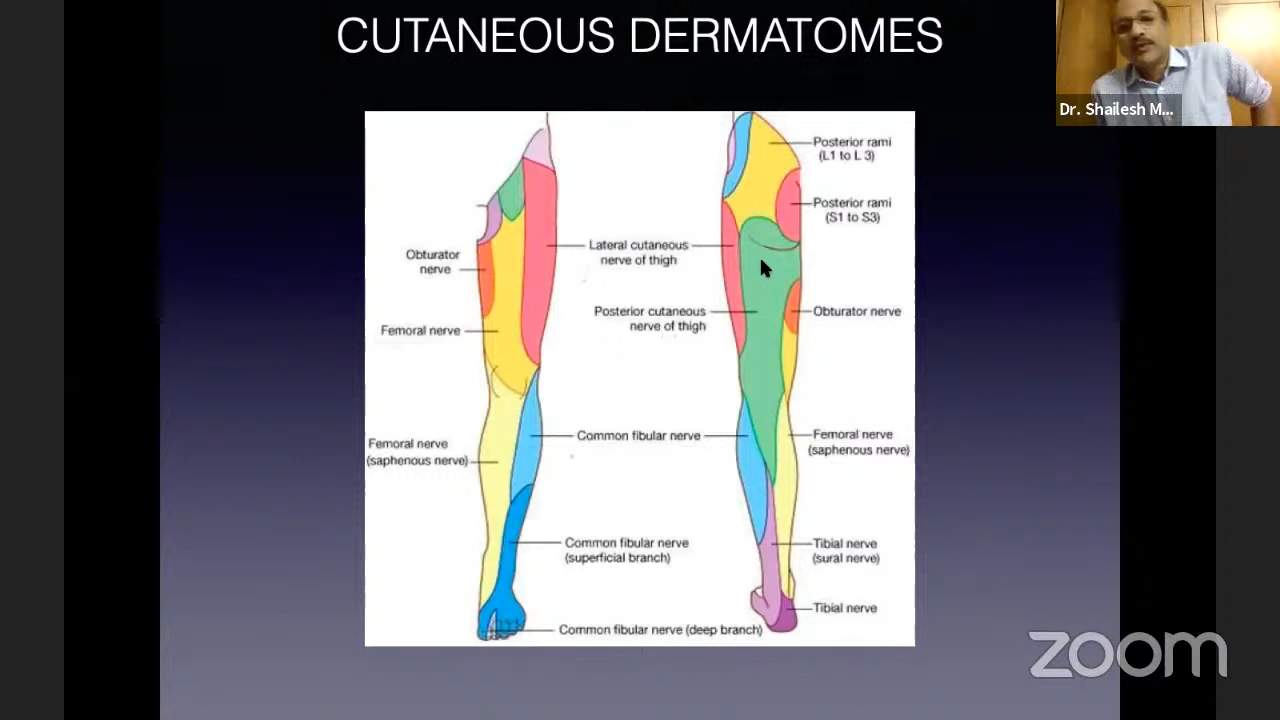 CUTANEOUS DERMATOMES
Dr. Shailesh M...
Posterior rami
(L1 to L 3)
Posterior rami
(S1 to S3)
Lateral cutaneous
nerve of thigh
Obturator
nerve
Posterior cutaneous
nerve of thigh
Obturator nerve
Femoral nerve
Common fibular nerve
Femoral nerve
(saphenous nerve)
Femoral nerve
(saphenous nerve)
Common fibular nerve
(superficial branch)
Tibial nerve
(sural nerve)
Tibial nerve
Common fibular nerve (deep branch)
zoom